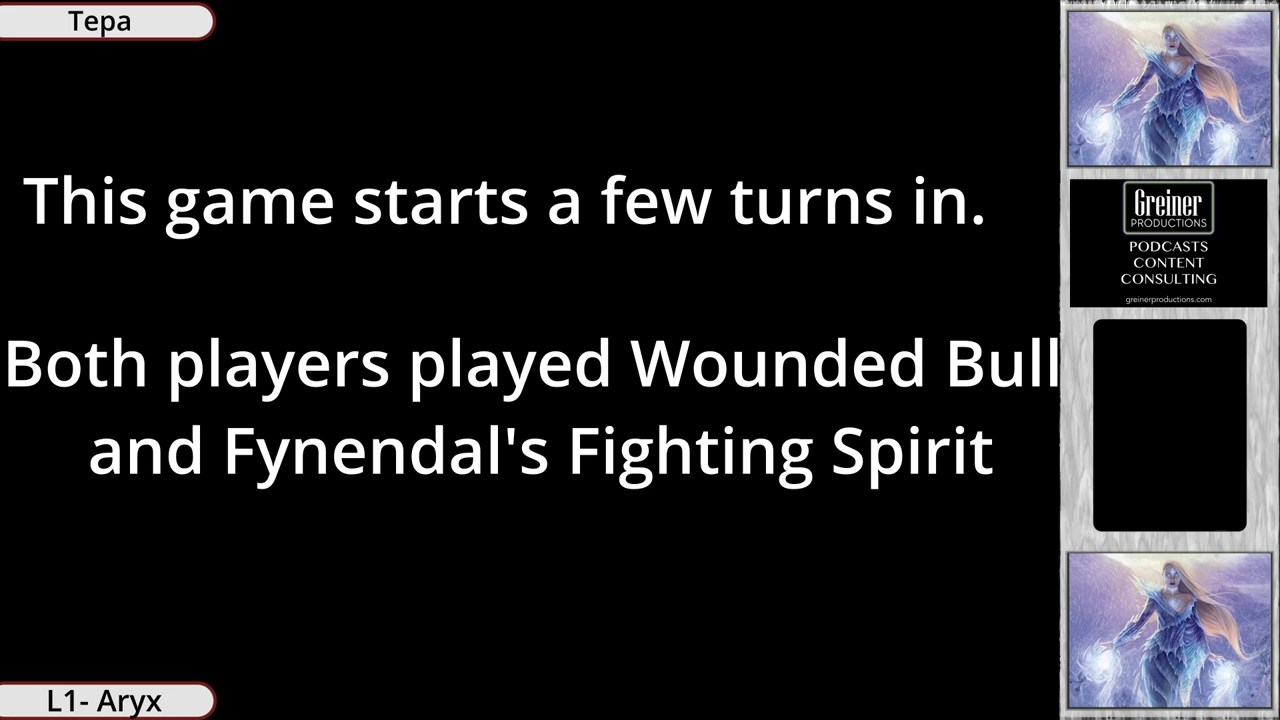 Tepa
This game starts a few turns in.
Both players played Wounded Bull
and Fynendal's Fighting Spirit
Greiner
PRODUCTIONS
PODCASTS
CONTENT
CONSULTING
greinerproductions.com
L1- Aryx